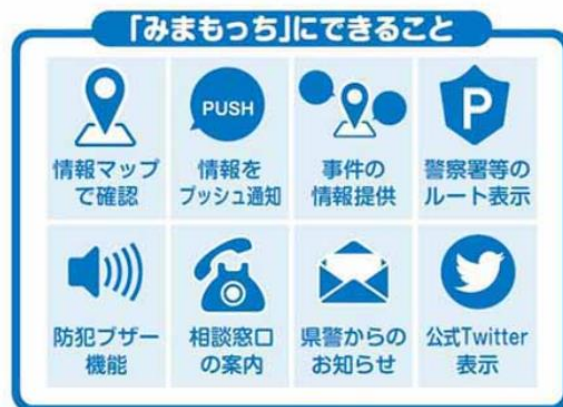 「みまもっち」にできること
情報マップ
で確認
PUSH
情報を
プッシュ通知
事件の
情報提供
P
警察署等の
ルート表示
防犯ブザー
機能
相談窓口
の案内
県警からの
お知らせ
公式Twitter
表示